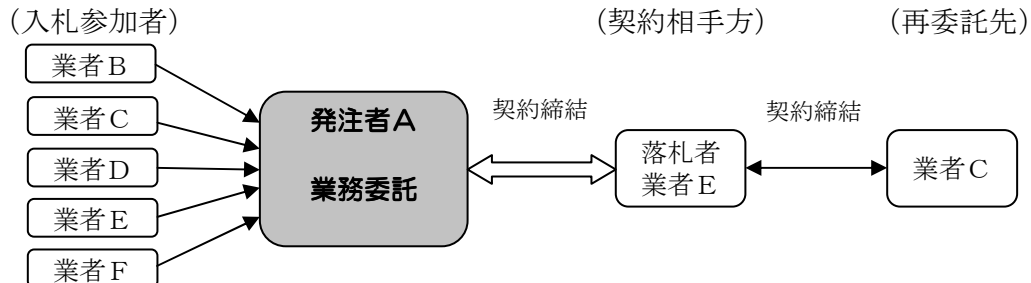 （入札参加者）
（契約相手方）
（再委託先）
業者Ｂ
業者Ｃ
業者Ｄ
業者Ｅ
業者Ｆ
発注者Ａ
業務委託
契約締結
落札者
業者Ｅ
契約締結
業者Ｃ